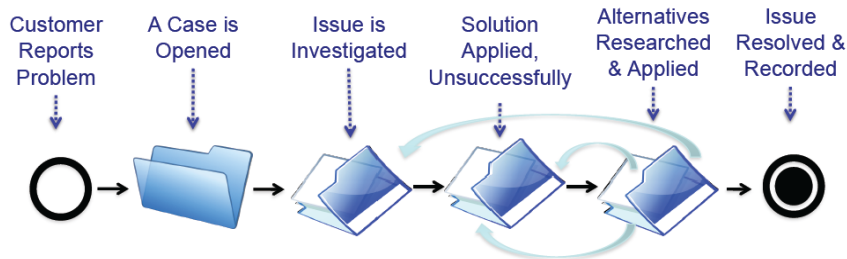 Customer
Reports
Problem
A Case is
Opened
Issue is
Investigated
Solution
Applied,
Unsuccessfully
Alternatives
Researched
& Applied
Issue
Resolved &
Recorded